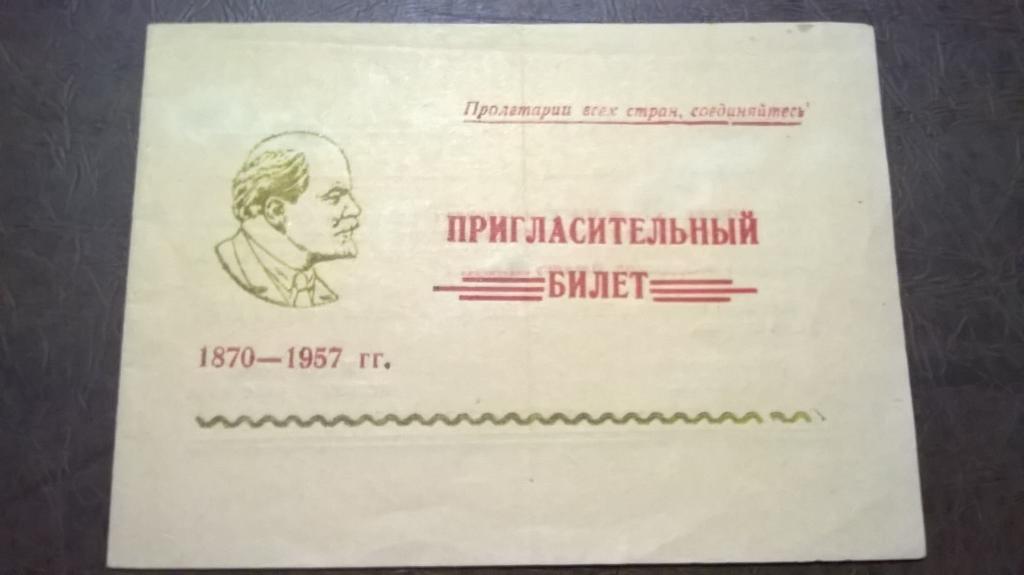 Пролетарии всех стран, соединяйтесь!
ПРИГЛАСИТЕЛЬНЫЙ
БИЛЕТ
1870—1957 гг.